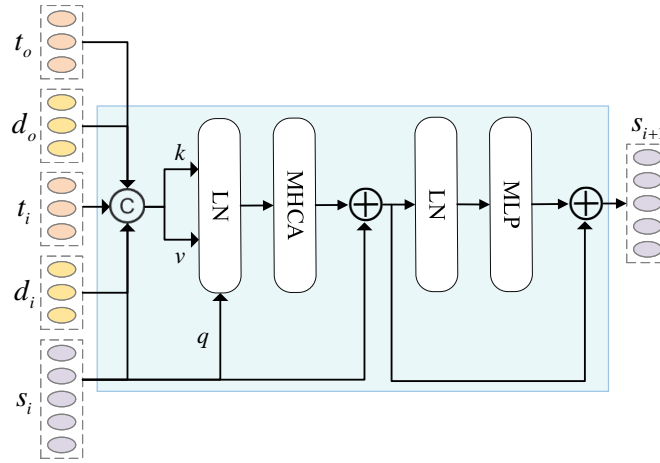 t_o
d_o
t_i
d_i
s_i
C
k
v
q
LN
MHCA
LN
MLP
s_{i+1}